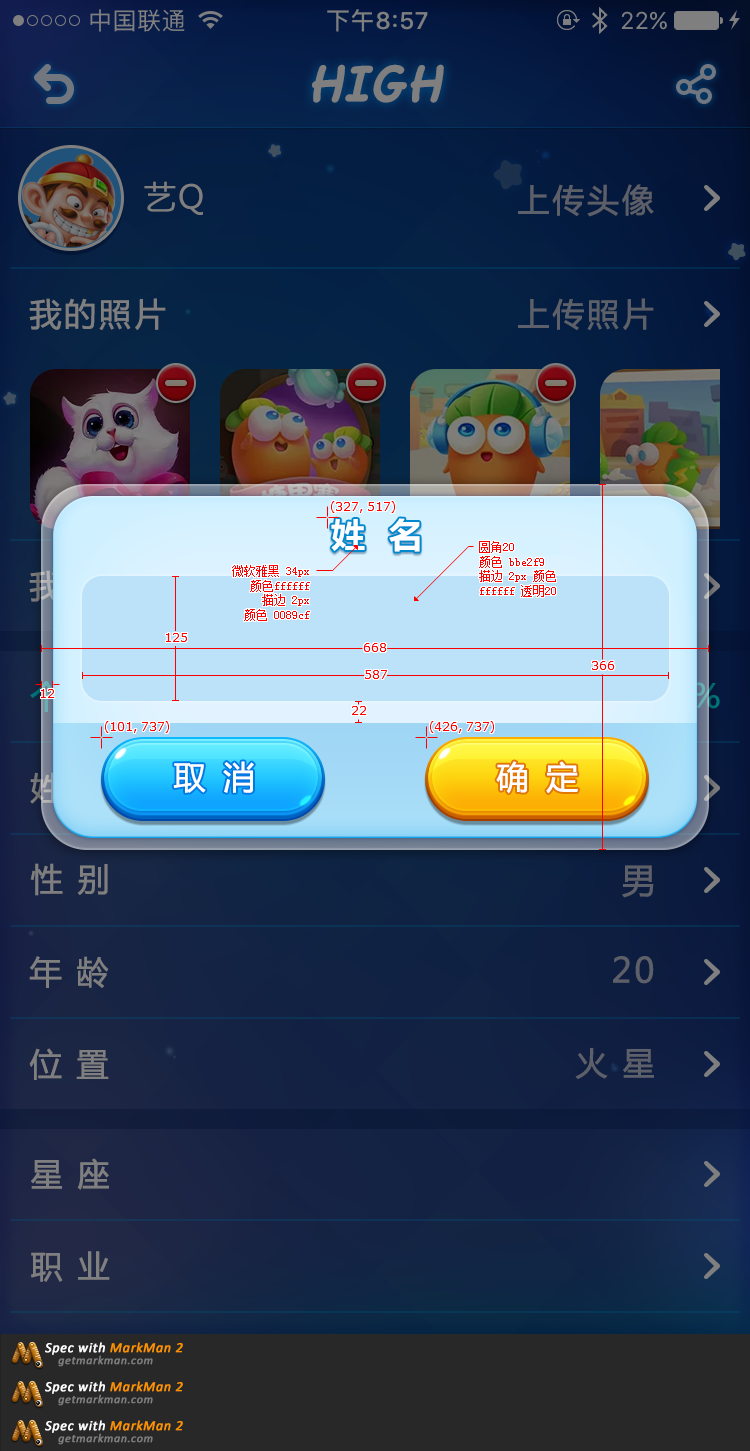 中国联通 下午8:57 22%
HIGH
艺Q 上传头像
我的照片 上传照片
(327, 517)
姓 名
微软雅黑 34px
颜色ffffff
描边 2px
颜色 0089cf
圆角20
颜色 bbe2f9
描边 2px 颜色
ffffff 透明20
我
125
668
366
587
12
个
%
22
(101, 737) (426, 737)
取 消 确 定
姓
性 别 男
年 龄 20
位 置 火 星
星 座
职 业
Spec with MarkMan 2
getmarkman.com
Spec with MarkMan 2
getmarkman.com
Spec with MarkMan 2
getmarkman.com